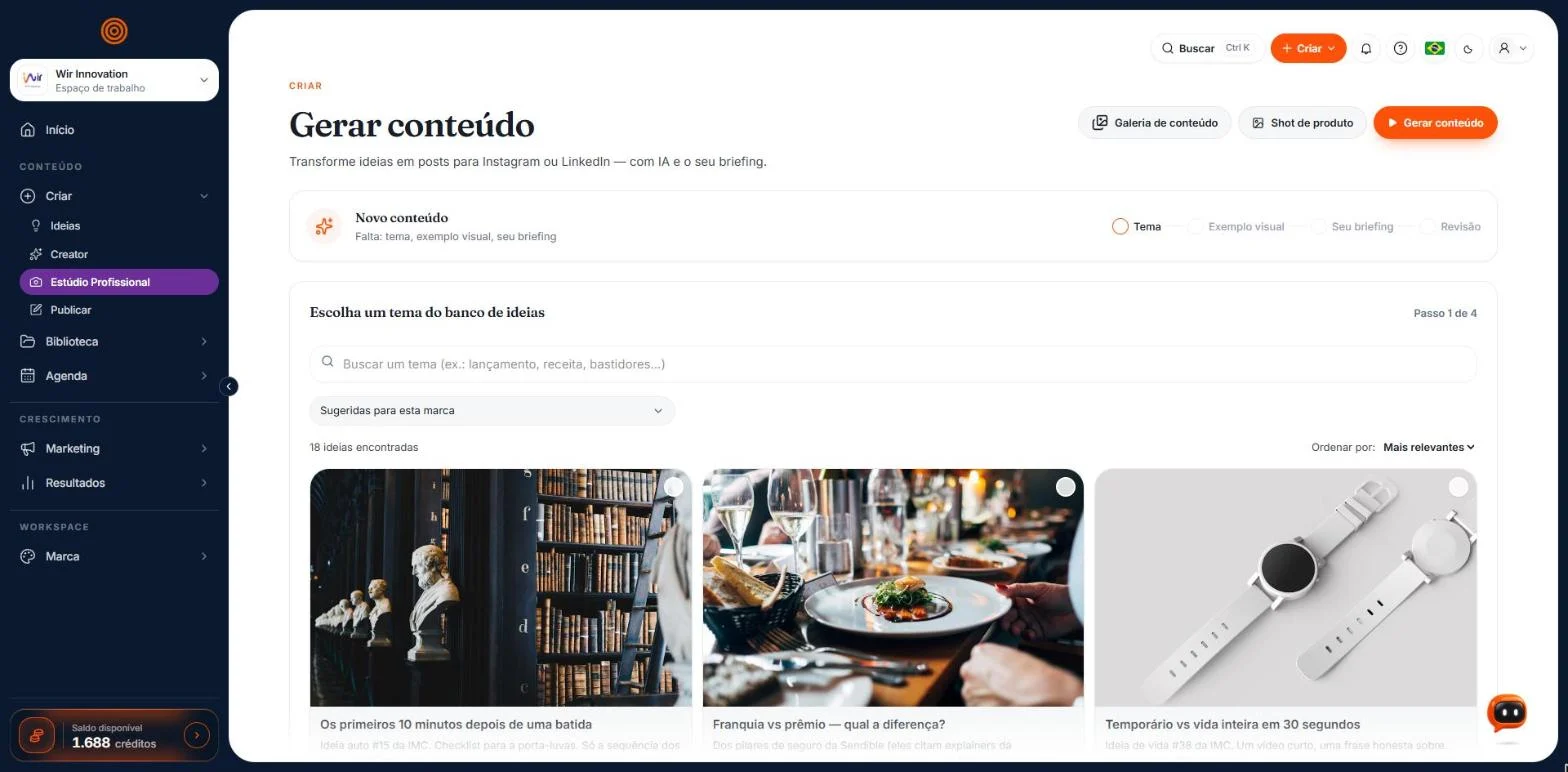 Wir Innovation
Espaço de trabalho
Início
CONTEÚDO
Criar
Ideias
Creator
Estúdio Profissional
Publicar
Biblioteca
Agenda
CRESCIMENTO
Marketing
Resultados
WORKSPACE
Marca
Saldo disponível
1.688 créditos
Buscar Ctrl K
+ Criar
CRIAR
Gerar conteúdo
Transforme ideias em posts para Instagram ou LinkedIn — com IA e o seu briefing.
Galeria de conteúdo
Shot de produto
Gerar conteúdo
Novo conteúdo
Falta: tema, exemplo visual, seu briefing
Tema
Exemplo visual
Seu briefing
Revisão
Escolha um tema do banco de ideias
Passo 1 de 4
Buscar um tema (ex.: lançamento, receita, bastidores...)
Sugeridas para esta marca
18 ideias encontradas
Ordenar por: Mais relevantes
Os primeiros 10 minutos depois de uma batida
Ideia auto #15 da IMC. Checklist para a porta-luvas. Só a sequência dos
Franquia vs prêmio — qual a diferença?
Dos pilares de seguro da Sendible (eles citam explainers da
Temporário vs vida inteira em 30 segundos
Ideia de vida #38 da IMC. Um vídeo curto, uma frase honesta sobre